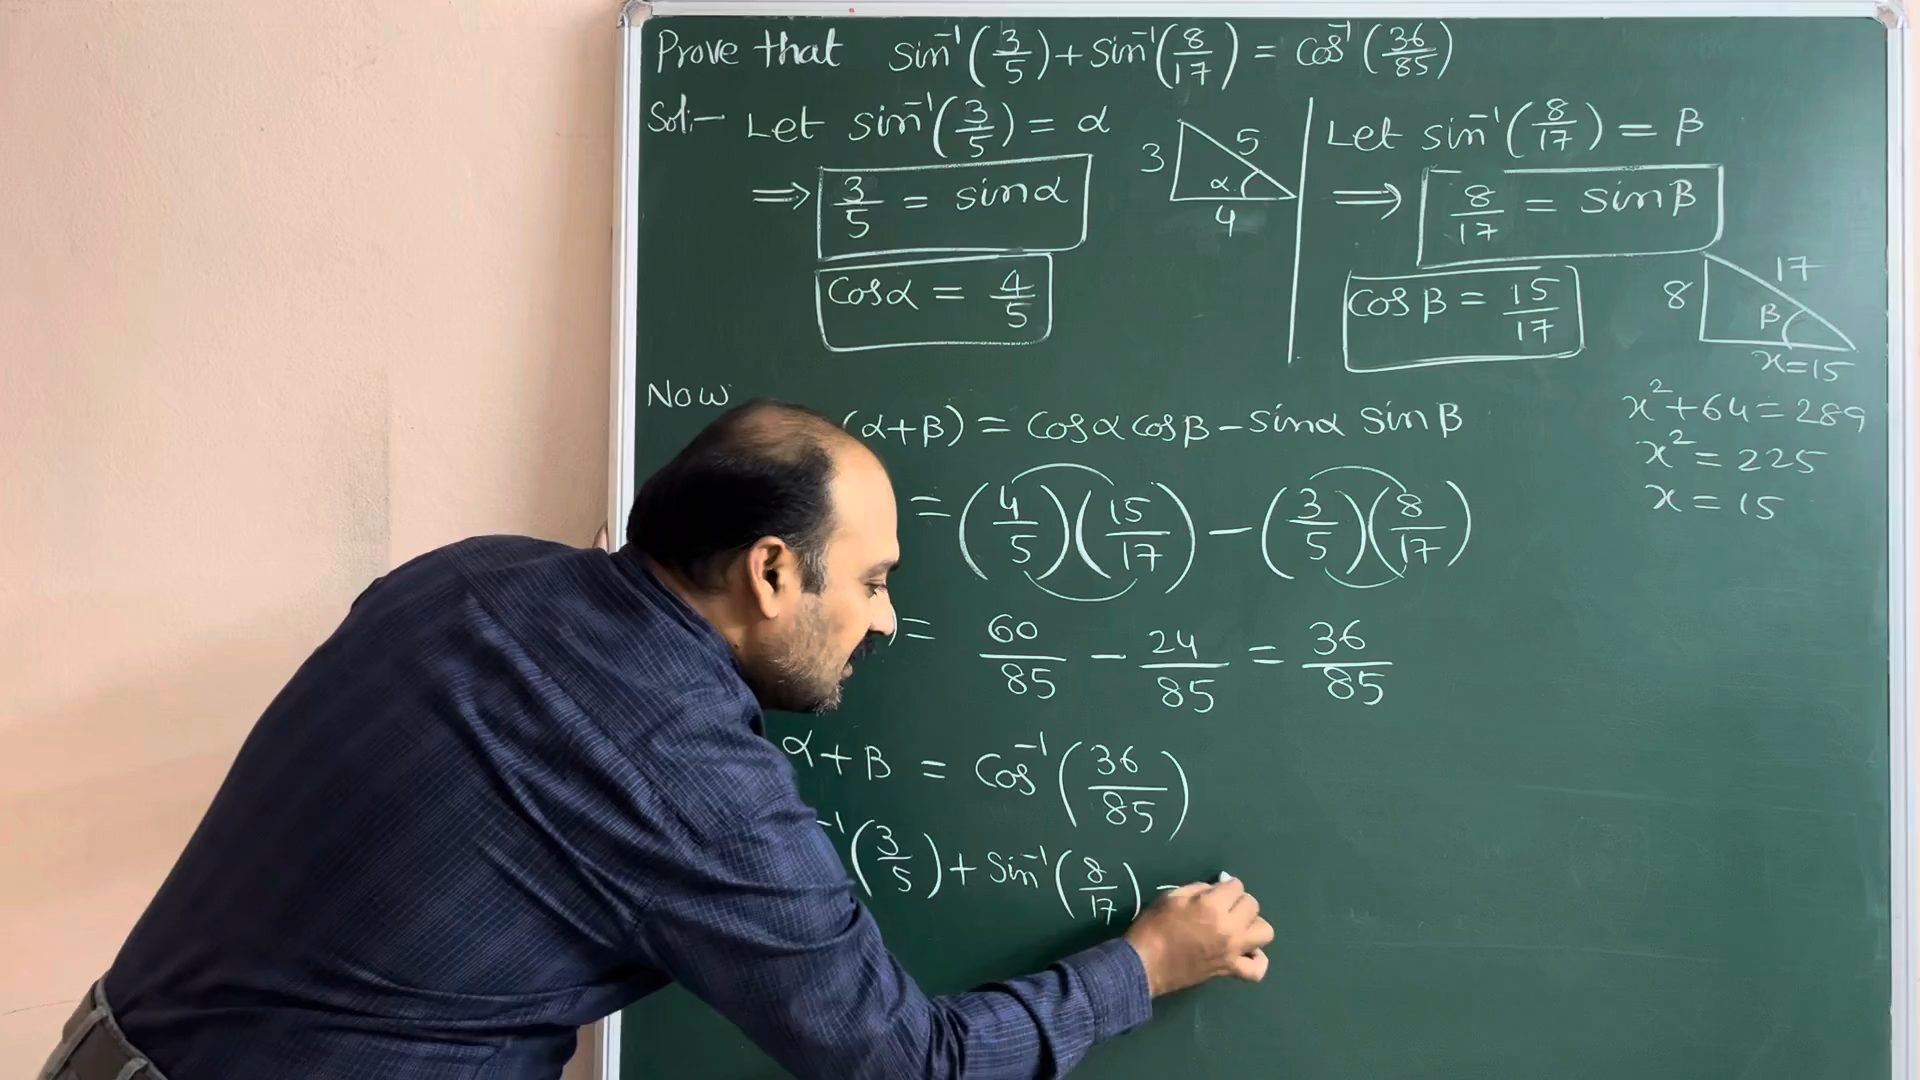 Prove that sin⁻¹(3/5) + sin⁻¹(8/17) = Cos⁻¹(36/85)
Sol:- Let sin⁻¹(3/5) = α
⇒ 3/5 = sinα
Cosα = 4/5
3
5
α
4
Let sin⁻¹(8/17) = β
⇒ 8/17 = sinβ
Cosβ = 15/17
17
8
β
x=15
x²+64=289
x² = 225
x = 15
Now
(α+β) = Cosα cosβ - sinα sinβ
= (4/5)(15/17) - (3/5)(8/17)
) = 60/85 - 24/85 = 36/85
α+β = Cos⁻¹(36/85)
⁻¹(3/5) + sin⁻¹(8/17) =